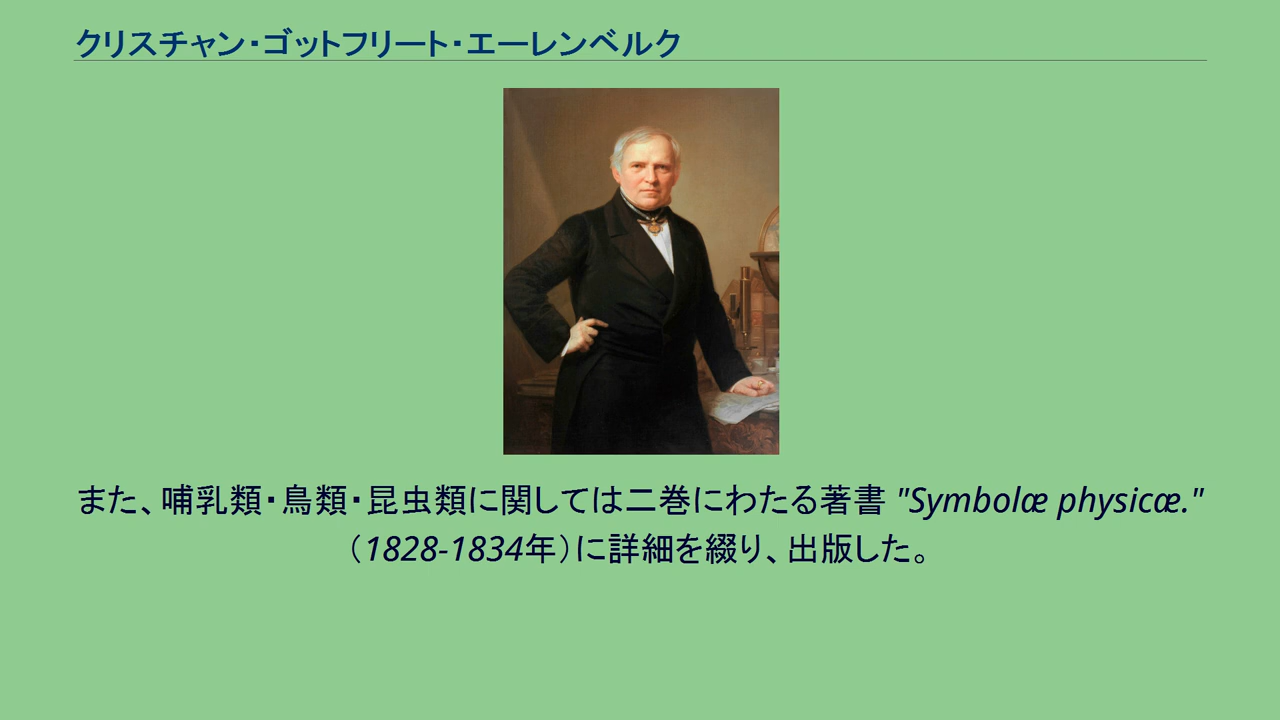 クリスチャン・ゴットフリート・エーレンベルク
また、哺乳類・鳥類・昆虫類に関しては二巻にわたる著書 "Symbolæ physicæ."
（1828-1834年）に詳細を綴り、出版した。